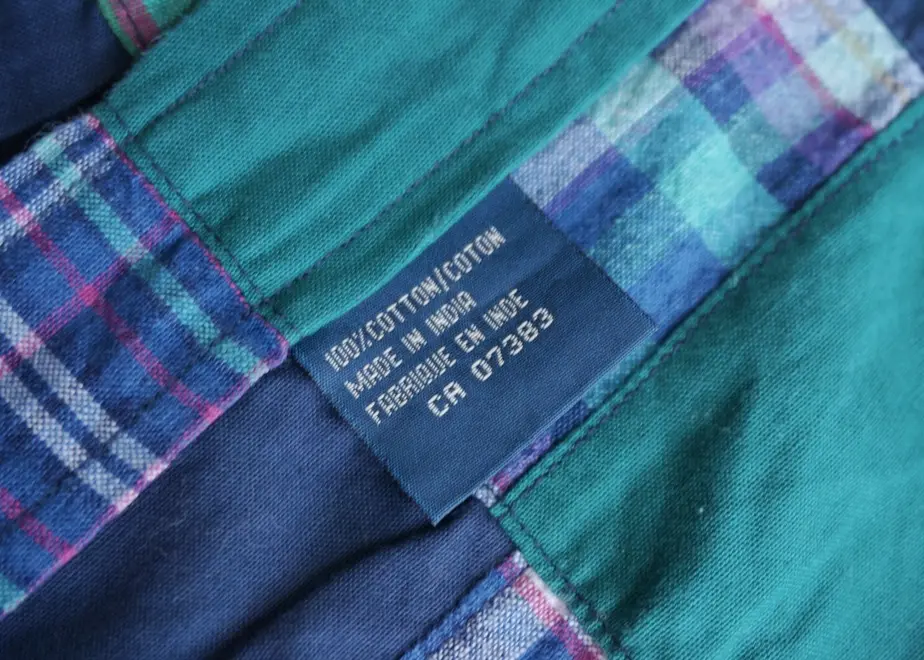 100%COTTON/COTON
MADE IN INDIA
FABRIQUE EN INDE
CA 07383